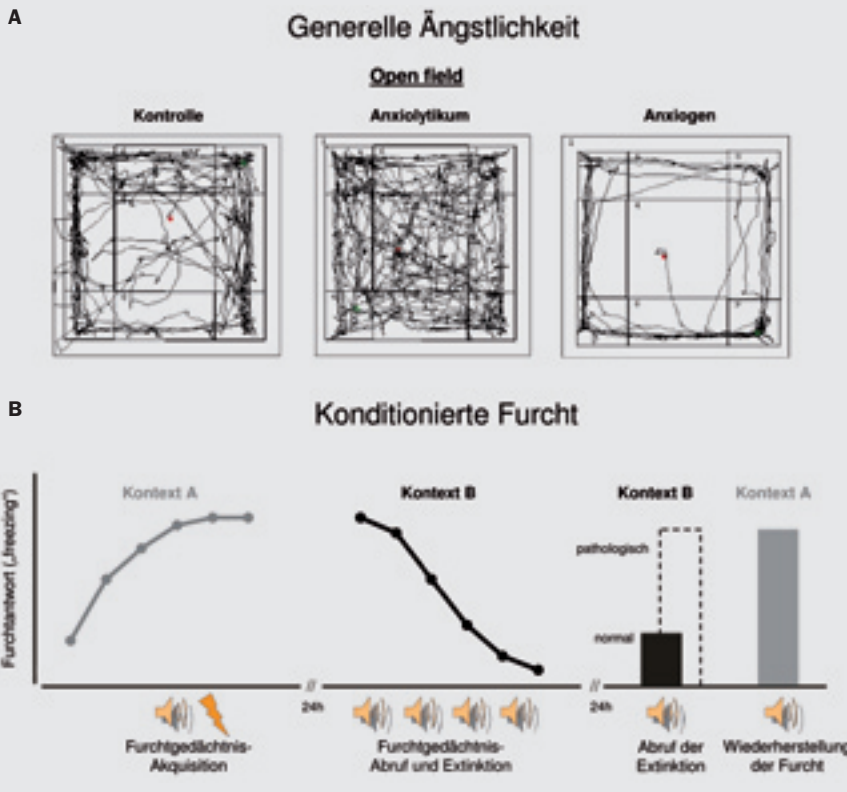 A
Generelle Ängstlichkeit
Open field
Kontrolle
Anxiolytikum
Anxiogen
B
Konditionierte Furcht
Furchtantwort („freezing“)
Kontext A
Kontext B
Kontext B
Kontext A
pathologisch
normal
//
24h
//
24h
Furchtgedächtnis-
Akquisition
Furchtgedächtnis-
Abruf und Extinktion
Abruf der
Extinktion
Wiederherstellung
der Furcht